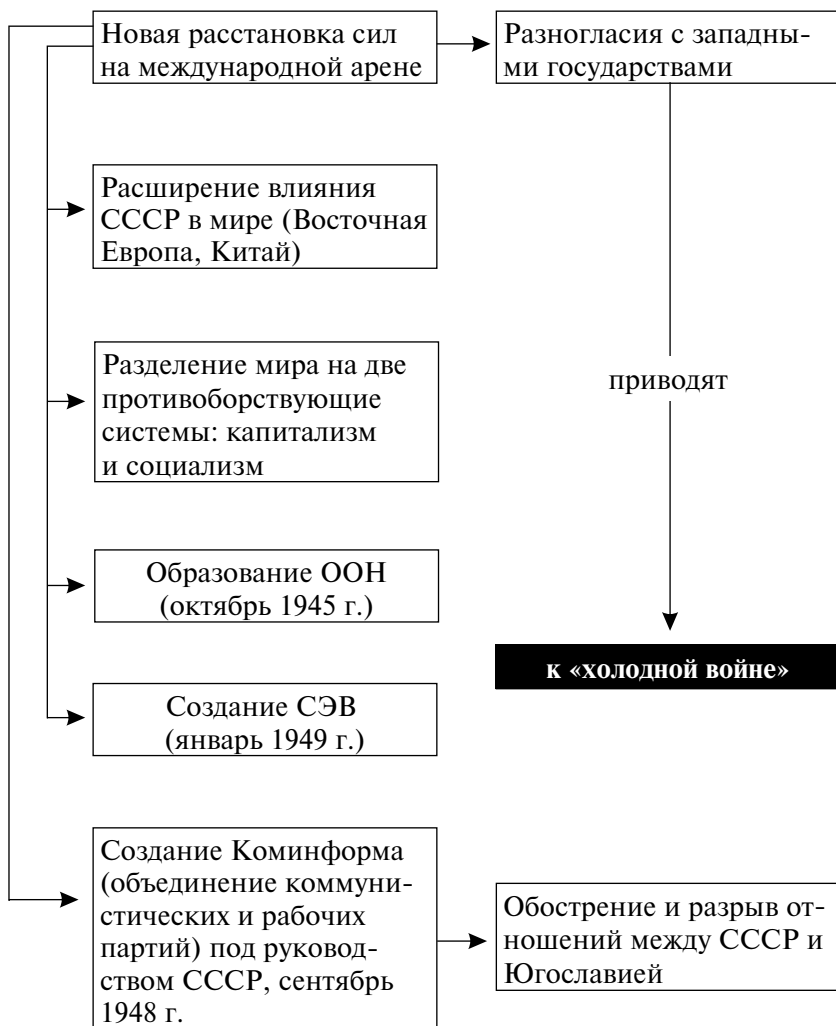 Новая расстановка сил
на международной арене
Разногласия с западны-
ми государствами
Расширение влияния
СССР в мире (Восточная
Европа, Китай)
Разделение мира на две
противоборствующие
системы: капитализм
и социализм
приводят
Образование ООН
(октябрь 1945 г.)
к «холодной войне»
Создание СЭВ
(январь 1949 г.)
Создание Коминформа
(объединение коммуни-
стических и рабочих
партий) под руковод-
ством СССР, сентябрь
1948 г.
Обострение и разрыв от-
ношений между СССР и
Югославией